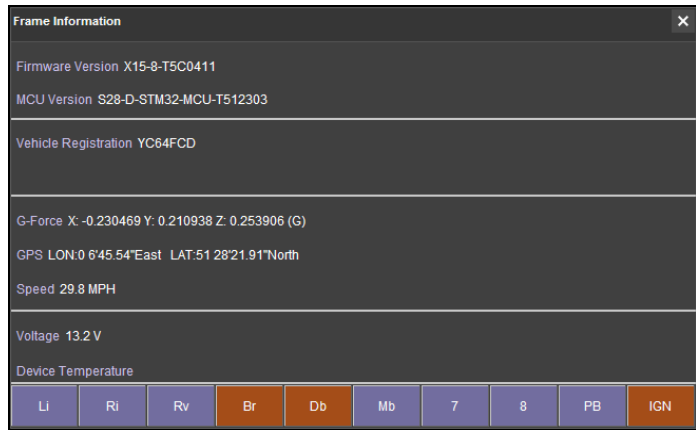 Frame Information
Firmware Version X15-8-T5C0411
MCU Version S28-D-STM32-MCU-T512303
Vehicle Registration YC64FCD
G-Force X: -0.230469 Y: 0.210938 Z: 0.253906 (G)
GPS LON:0 6'45.54"East LAT:51 28'21.91"North
Speed 29.8 MPH
Voltage 13.2 V
Device Temperature
Li Ri Rv Br Db Mb 7 8 PB IGN